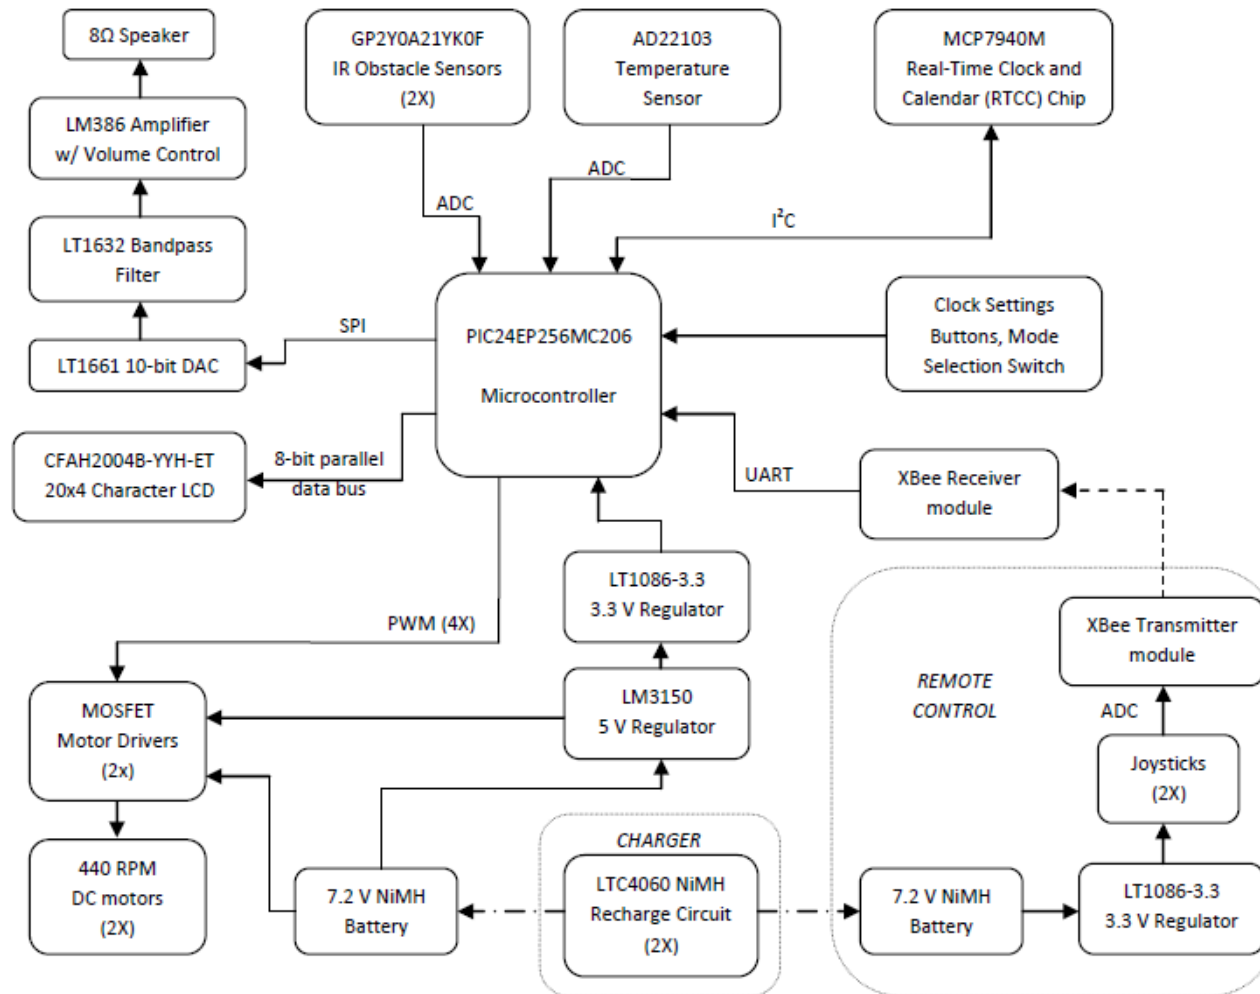 8Ω Speaker
LM386 Amplifier
w/ Volume Control
LT1632 Bandpass
Filter
LT1661 10-bit DAC
CFAH2004B-YYH-ET
20x4 Character LCD
GP2Y0A21YK0F
IR Obstacle Sensors
(2X)
AD22103
Temperature
Sensor
MCP7940M
Real-Time Clock and
Calendar (RTCC) Chip
ADC
ADC
I²C
SPI
8-bit parallel
data bus
PIC24EP256MC206
Microcontroller
Clock Settings
Buttons, Mode
Selection Switch
UART
XBee Receiver
module
PWM (4X)
LT1086-3.3
3.3 V Regulator
LM3150
5 V Regulator
MOSFET
Motor Drivers
(2x)
440 RPM
DC motors
(2X)
7.2 V NiMH
Battery
CHARGER
LTC4060 NiMH
Recharge Circuit
(2X)
REMOTE
CONTROL
XBee Transmitter
module
ADC
Joysticks
(2X)
7.2 V NiMH
Battery
LT1086-3.3
3.3 V Regulator